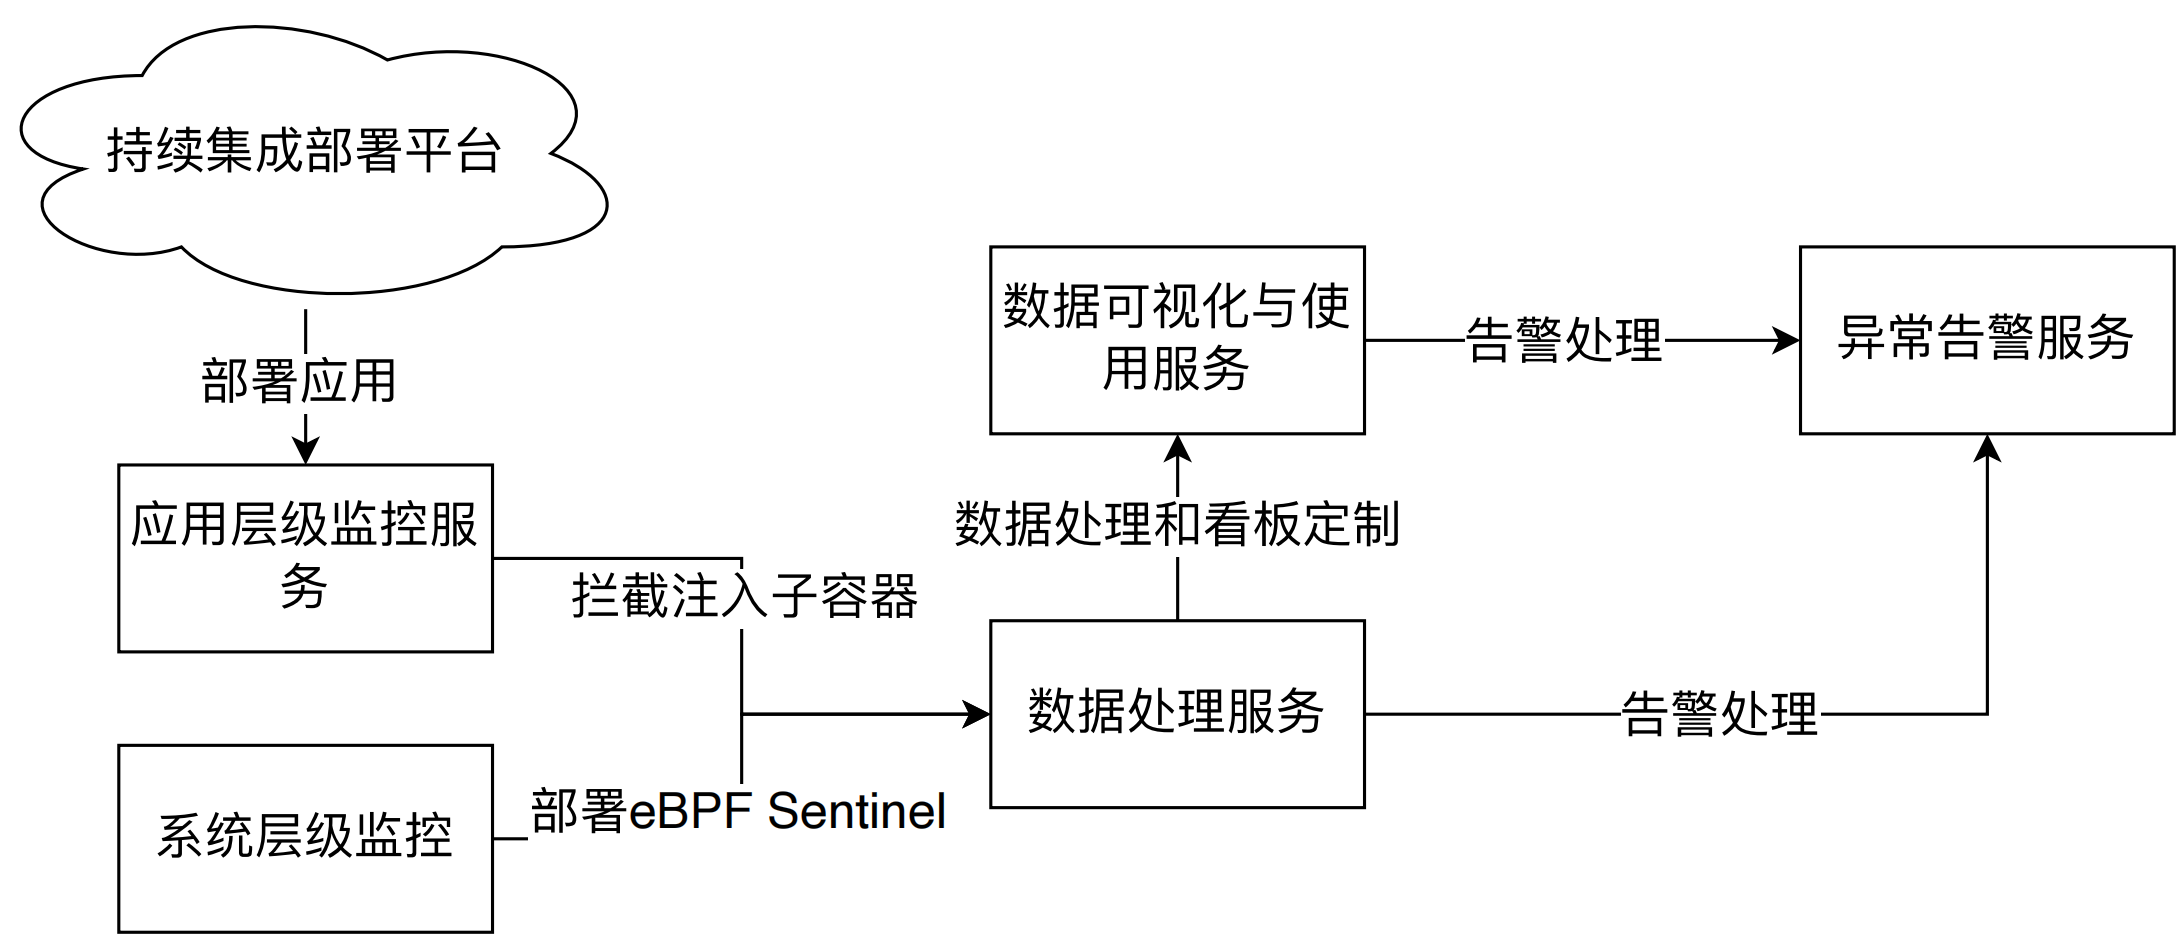 持续集成部署平台
部署应用
应用层级监控服
务
拦截注入子容器
系统层级监控
部署eBPF Sentinel
数据可视化与使
用服务
数据处理和看板定制
数据处理服务
告警处理
异常告警服务
告警处理